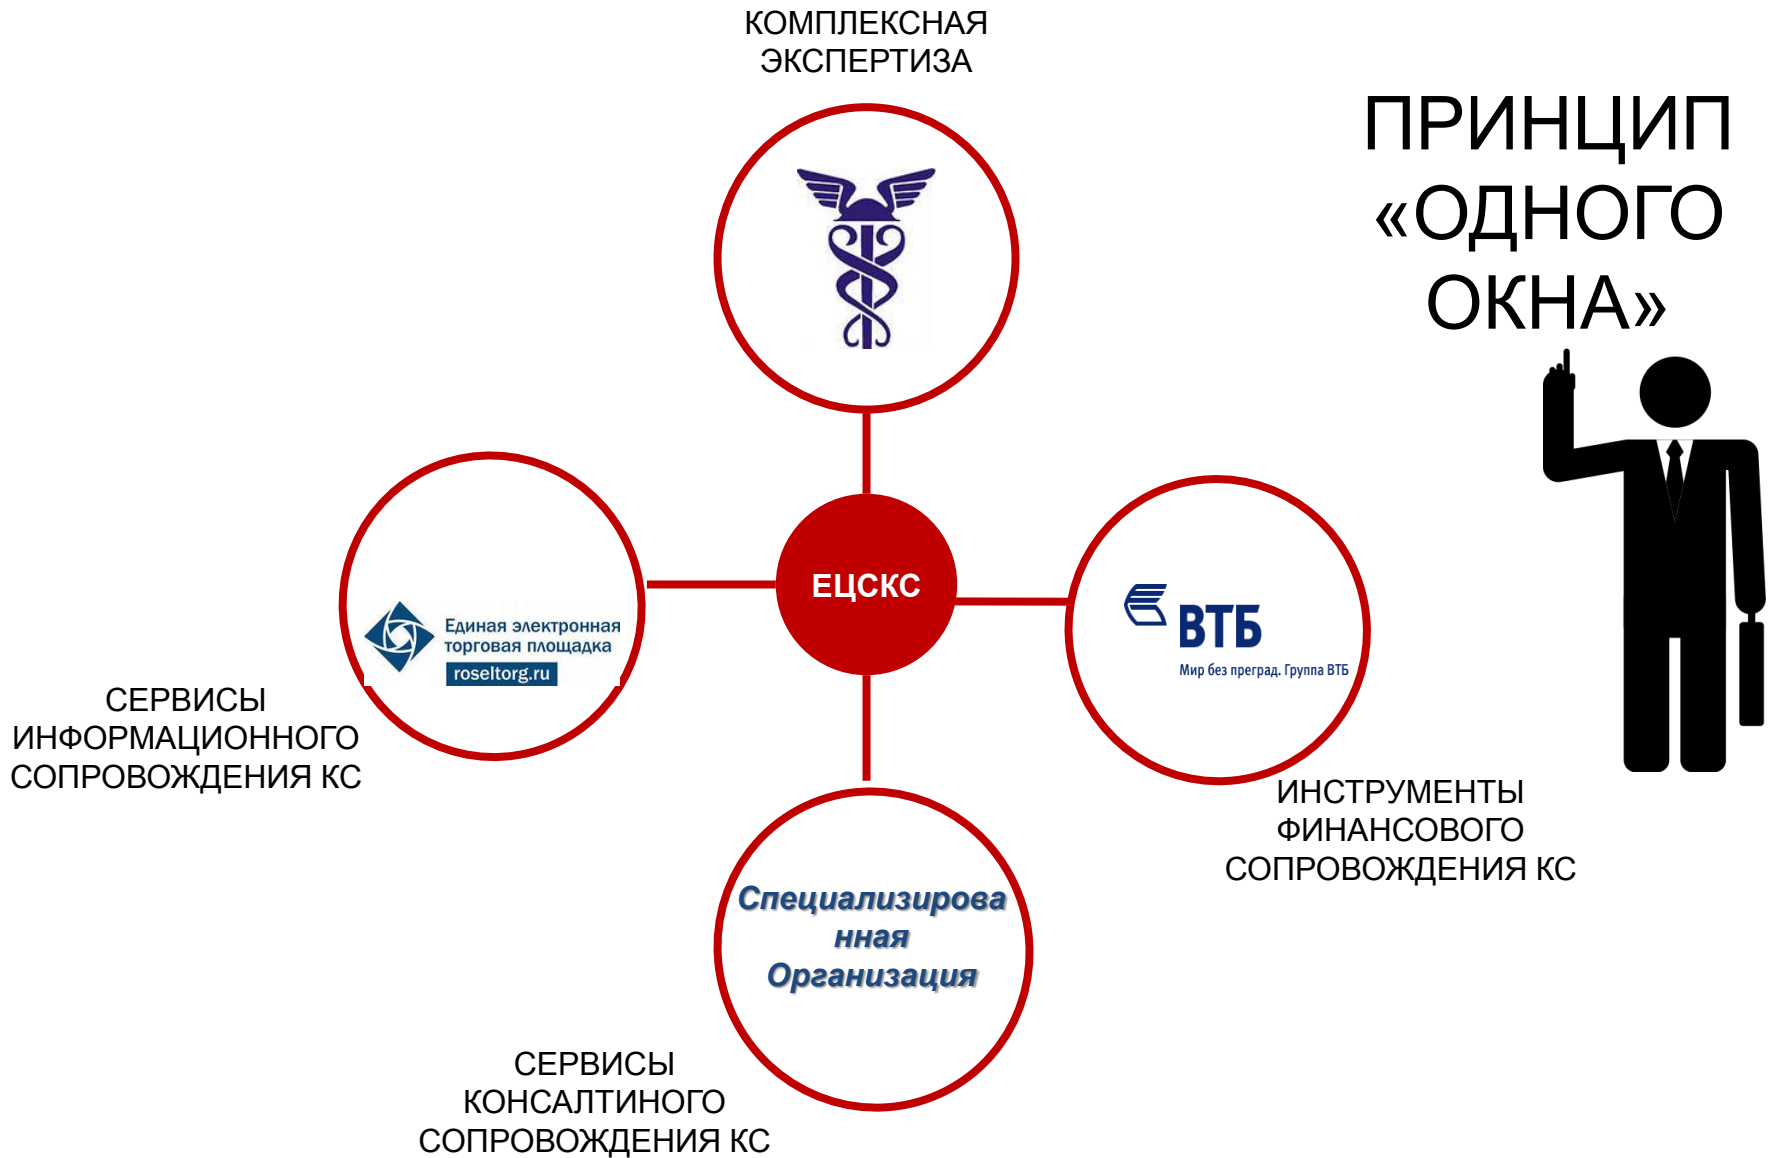 КОМПЛЕКСНАЯ
ЭКСПЕРТИЗА
ПРИНЦИП
«ОДНОГО
ОКНА»
ЕЦСКС
Единая электронная
торговая площадка
roseltorg.ru
ВТБ
Мир без преград. Группа ВТБ
СЕРВИСЫ
ИНФОРМАЦИОННОГО
СОПРОВОЖДЕНИЯ КС
ИНСТРУМЕНТЫ
ФИНАНСОВОГО
СОПРОВОЖДЕНИЯ КС
Специализирова
нная
Организация
СЕРВИСЫ
КОНСАЛТИНОГО
СОПРОВОЖДЕНИЯ КС